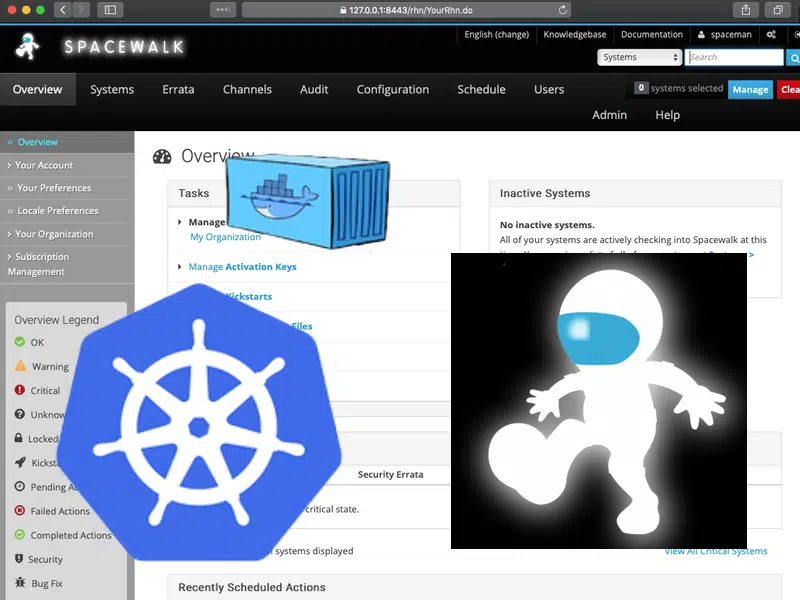 127.0.0.1:8443/rhn/YourRhn.do
English (change) Knowledgebase Documentation spaceman
SPACEWALK
Systems Search
Overview Systems Errata Channels Audit Configuration Schedule Users
0 systems selected Manage Clea
Admin Help
Overview
Your Account
Your Preferences
Locale Preferences
Your Organization
Subscription
Management
Overview Legend
OK
Warning
Critical
Unknow
Locked
Kicksta
Pending Ac
Failed Actions
Completed Actions
Security
Bug Fix
Overview
Tasks
Manage
My Organization
Manage Activation Keys
Kickstarts
Files
Inactive Systems
No inactive systems.
All of your systems are actively checking into Spacewalk at this
Security Errata
critical state.
systems displayed
View All Critical Systems
Recently Scheduled Actions